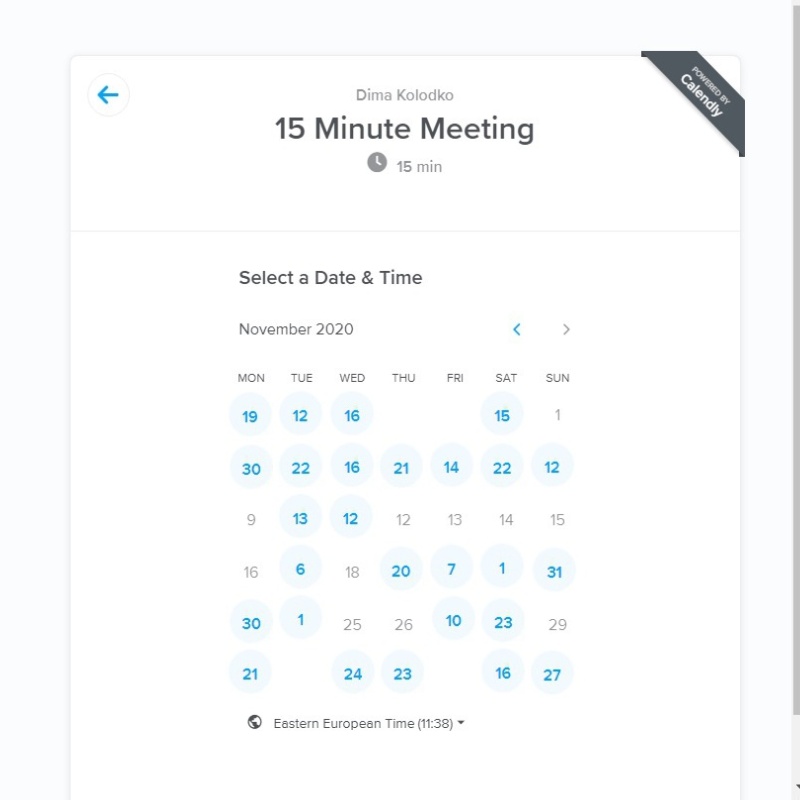 POWERED BY
Calendly
Dima Kolodko
15 Minute Meeting
15 min
Select a Date & Time
November 2020
MON TUE WED THU FRI SAT SUN
19 12 16 15 1
30 22 16 21 14 22 12
9 13 12 12 13 14 15
16 6 18 20 7 1 31
30 1 25 26 10 23 29
21 24 23 16 27
Eastern European Time (11:38)